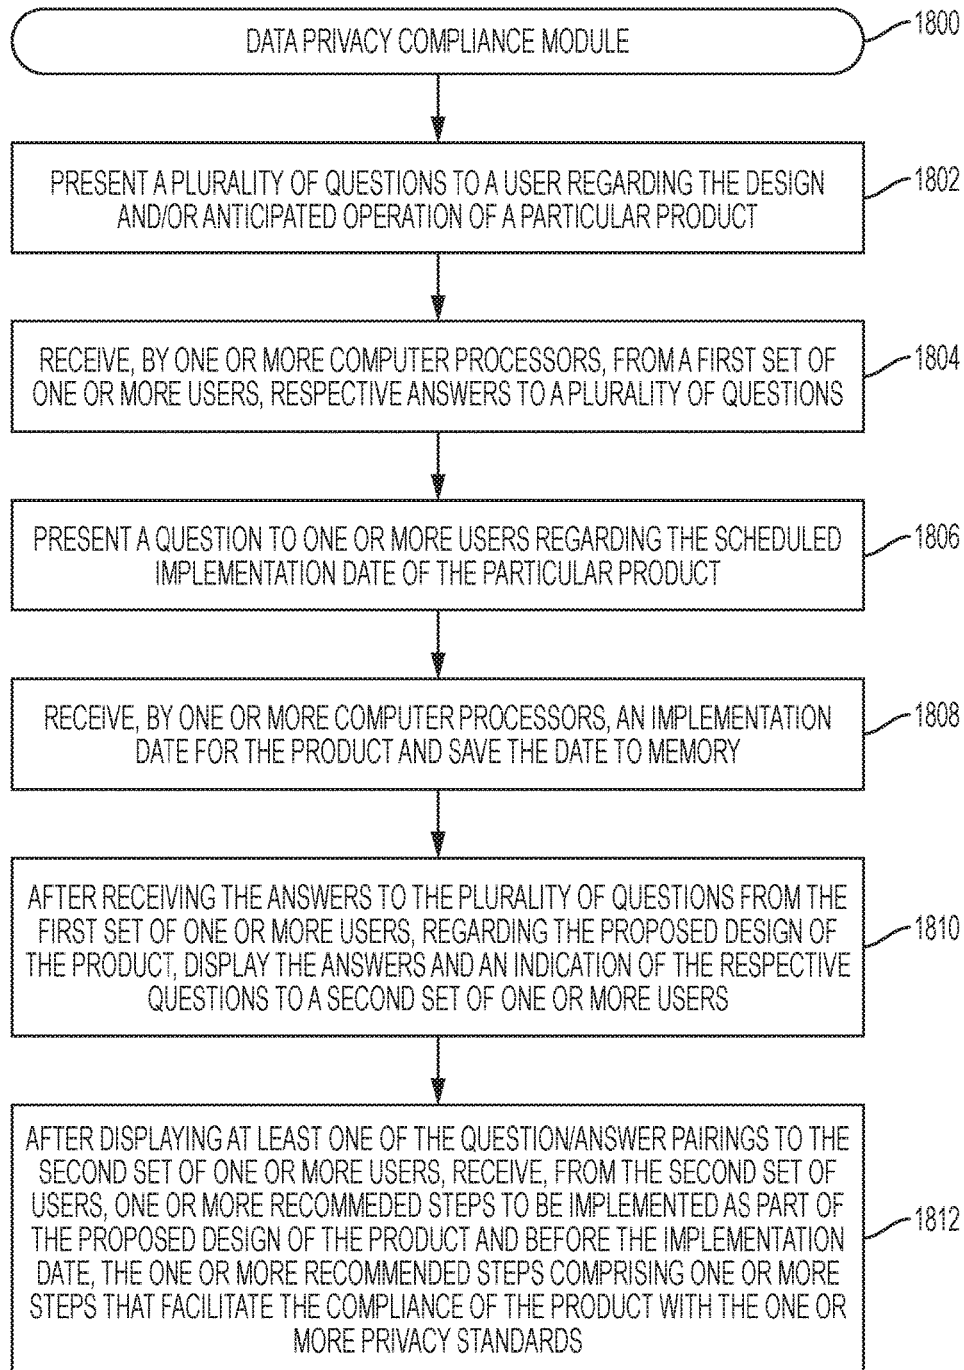 DATA PRIVACY COMPLIANCE MODULE
1800
PRESENT A PLURALITY OF QUESTIONS TO A USER REGARDING THE DESIGN
AND/OR ANTICIPATED OPERATION OF A PARTICULAR PRODUCT
1802
RECEIVE, BY ONE OR MORE COMPUTER PROCESSORS, FROM A FIRST SET OF
ONE OR MORE USERS, RESPECTIVE ANSWERS TO A PLURALITY OF QUESTIONS
1804
PRESENT A QUESTION TO ONE OR MORE USERS REGARDING THE SCHEDULED
IMPLEMENTATION DATE OF THE PARTICULAR PRODUCT
1806
RECEIVE, BY ONE OR MORE COMPUTER PROCESSORS, AN IMPLEMENTATION
DATE FOR THE PRODUCT AND SAVE THE DATE TO MEMORY
1808
AFTER RECEIVING THE ANSWERS TO THE PLURALITY OF QUESTIONS FROM THE
FIRST SET OF ONE OR MORE USERS, REGARDING THE PROPOSED DESIGN OF
THE PRODUCT, DISPLAY THE ANSWERS AND AN INDICATION OF THE RESPECTIVE
QUESTIONS TO A SECOND SET OF ONE OR MORE USERS
1810
AFTER DISPLAYING AT LEAST ONE OF THE QUESTION/ANSWER PAIRINGS TO THE
SECOND SET OF ONE OR MORE USERS, RECEIVE, FROM THE SECOND SET OF
USERS, ONE OR MORE RECOMMEDED STEPS TO BE IMPLEMENTED AS PART OF
THE PROPOSED DESIGN OF THE PRODUCT AND BEFORE THE IMPLEMENTATION
DATE, THE ONE OR MORE RECOMMENDED STEPS COMPRISING ONE OR MORE
STEPS THAT FACILITATE THE COMPLIANCE OF THE PRODUCT WITH THE ONE OR
MORE PRIVACY STANDARDS
1812